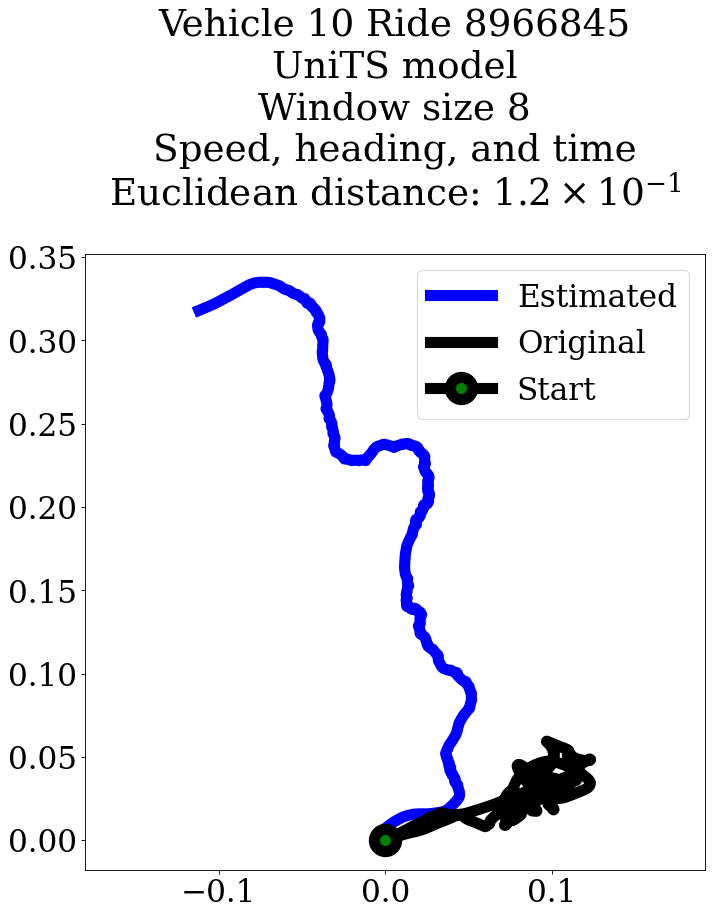 Vehicle 10 Ride 8966845
UniTS model
Window size 8
Speed, heading, and time
Euclidean distance: 1.2 × 10⁻¹
0.35
0.30
0.25
0.20
0.15
0.10
0.05
0.00
Estimated
Original
Start
−0.1
0.0
0.1